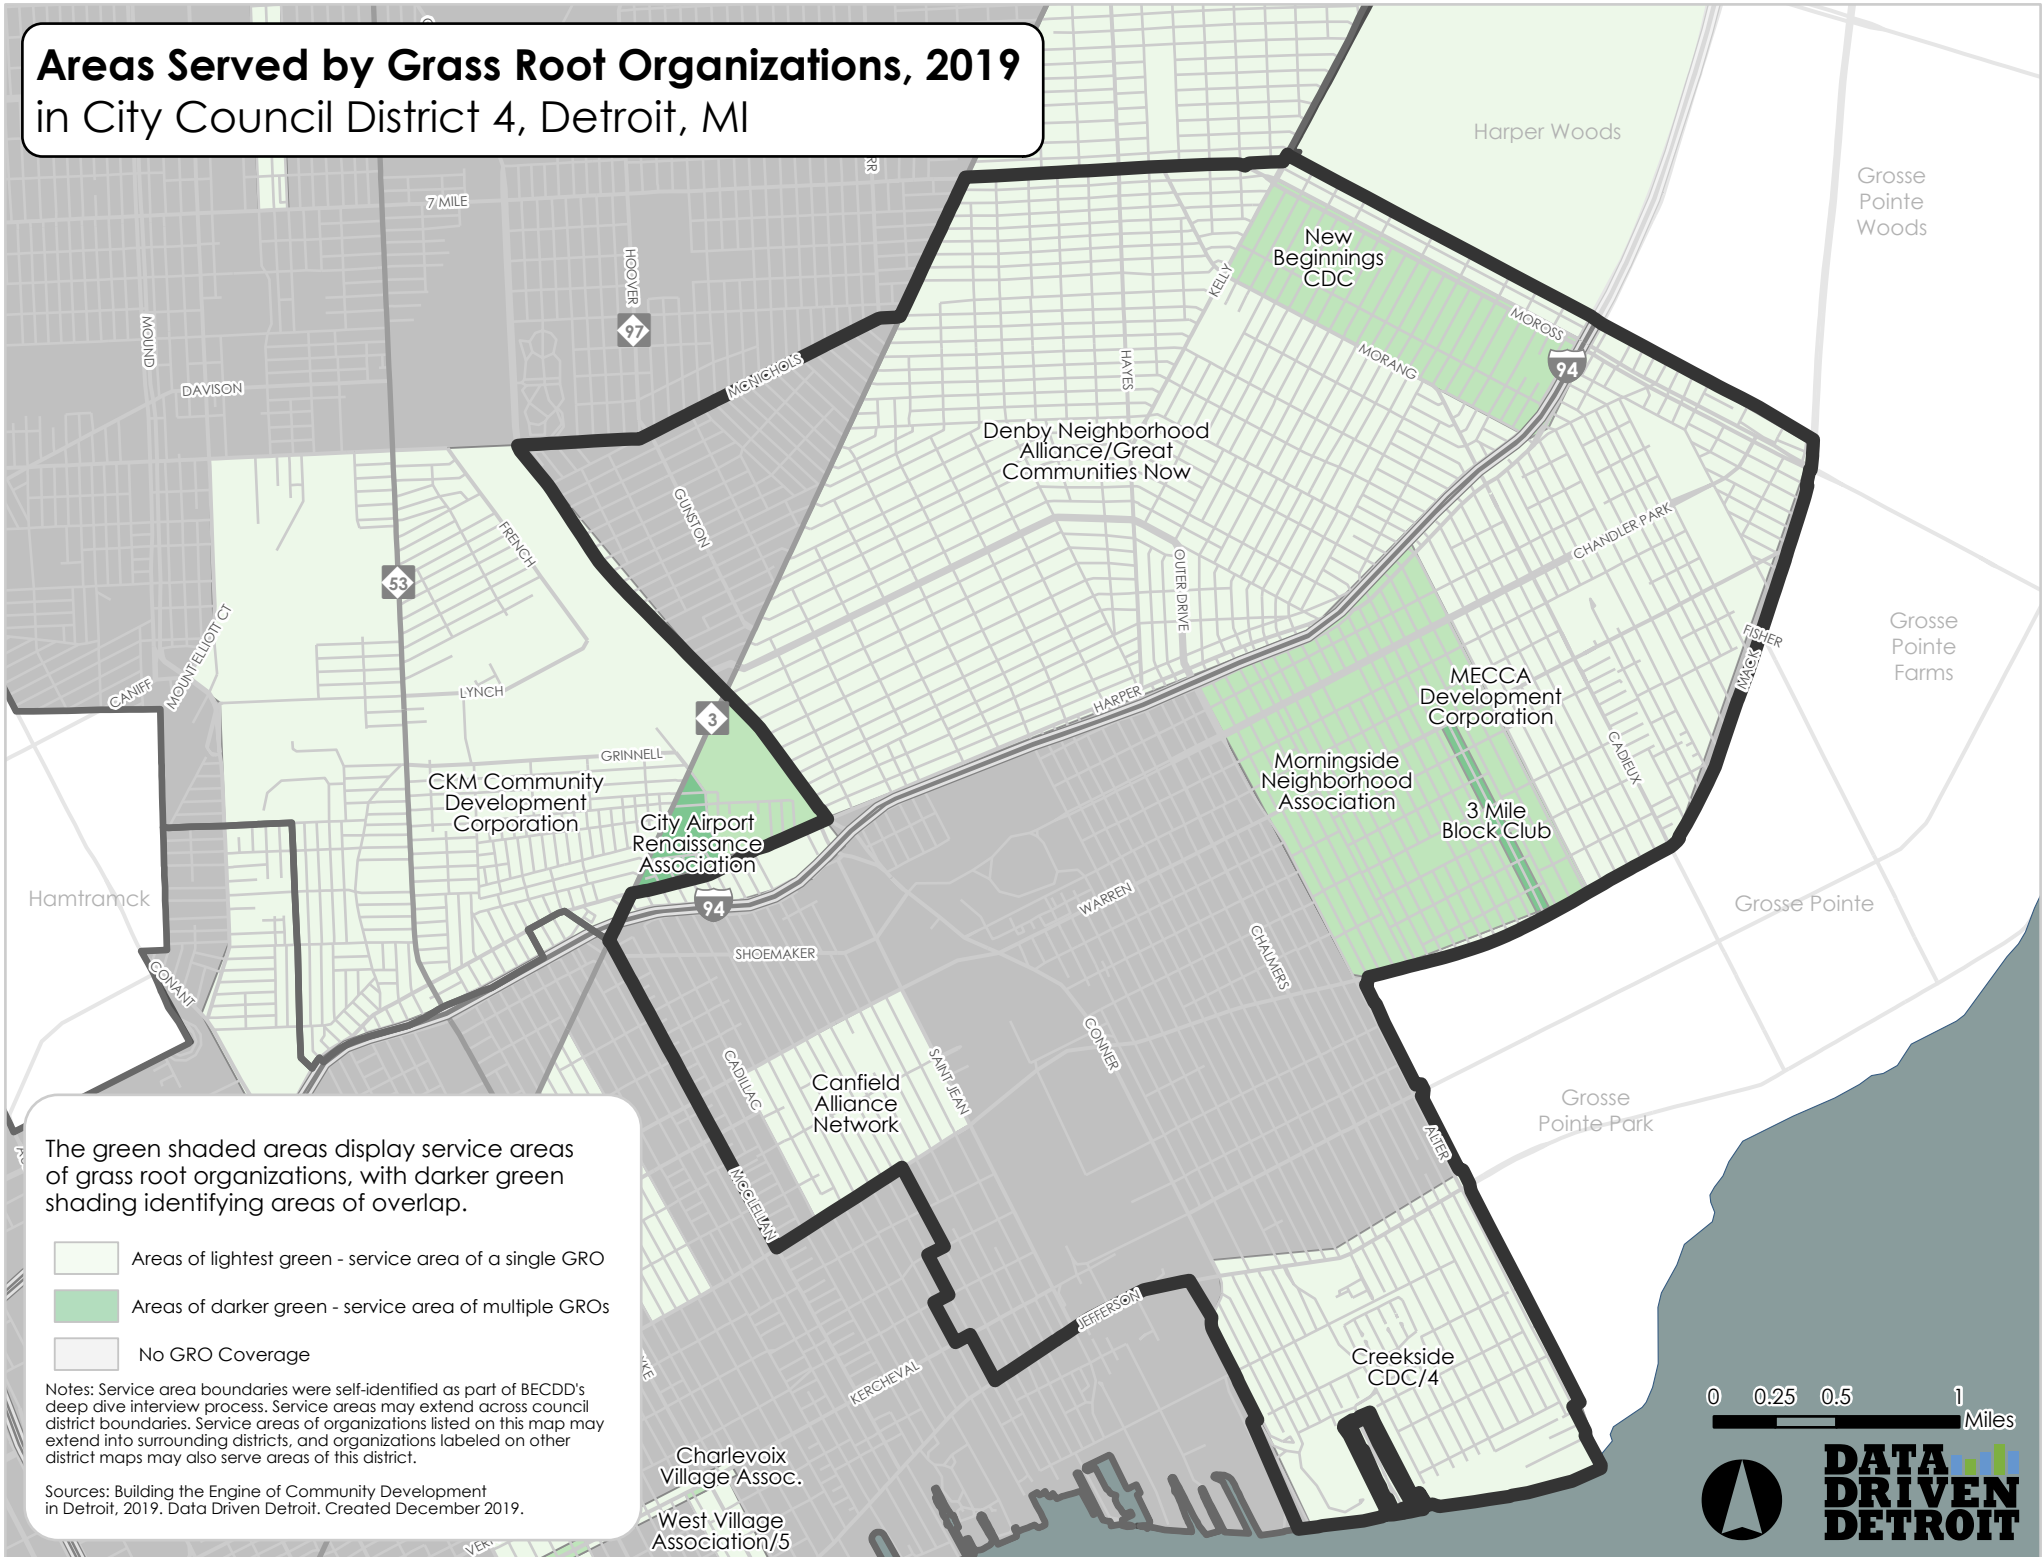 Areas Served by Grass Root Organizations, 2019
in City Council District 4, Detroit, MI
Harper Woods
Grosse
Pointe
Woods
7 MILE
HOOVER
97
MOUND
DAVISON
MCNICHOLS
KELLY
New
Beginnings
CDC
MOROSS
94
MORANG
HAYES
Denby Neighborhood
Alliance/Great
Communities Now
GUNSTON
FRENCH
53
CHANDLER PARK
OUTER DRIVE
MOUNT ELLIOTT CT
CANIFF
LYNCH
3
HARPER
FISHER
MACK
Grosse
Pointe
Farms
MECCA
Development
Corporation
CADIEUX
GRINNELL
CKM Community
Development
Corporation
City Airport
Renaissance
Association
Morningside
Neighborhood
Association
3 Mile
Block Club
Hamtramck
94
WARREN
SHOEMAKER
CHALMERS
Grosse Pointe
CONANT
CONNER
CADILLAC
SAINT JEAN
Canfield
Alliance
Network
Grosse
Pointe Park
ALTER
MCCLELLAN
JEFFERSON
KERCHEVAL
Creekside
CDC/4
Charlevoix
Village Assoc.
West Village
Association/5
The green shaded areas display service areas
of grass root organizations, with darker green
shading identifying areas of overlap.
Areas of lightest green - service area of a single GRO
Areas of darker green - service area of multiple GROs
No GRO Coverage
Notes: Service area boundaries were self-identified as part of BECDD's
deep dive interview process. Service areas may extend across council
district boundaries. Service areas of organizations listed on this map may
extend into surrounding districts, and organizations labeled on other
district maps may also serve areas of this district.
Sources: Building the Engine of Community Development
in Detroit, 2019. Data Driven Detroit. Created December 2019.
0 0.25 0.5 1
Miles
DATA
DRIVEN
DETROIT